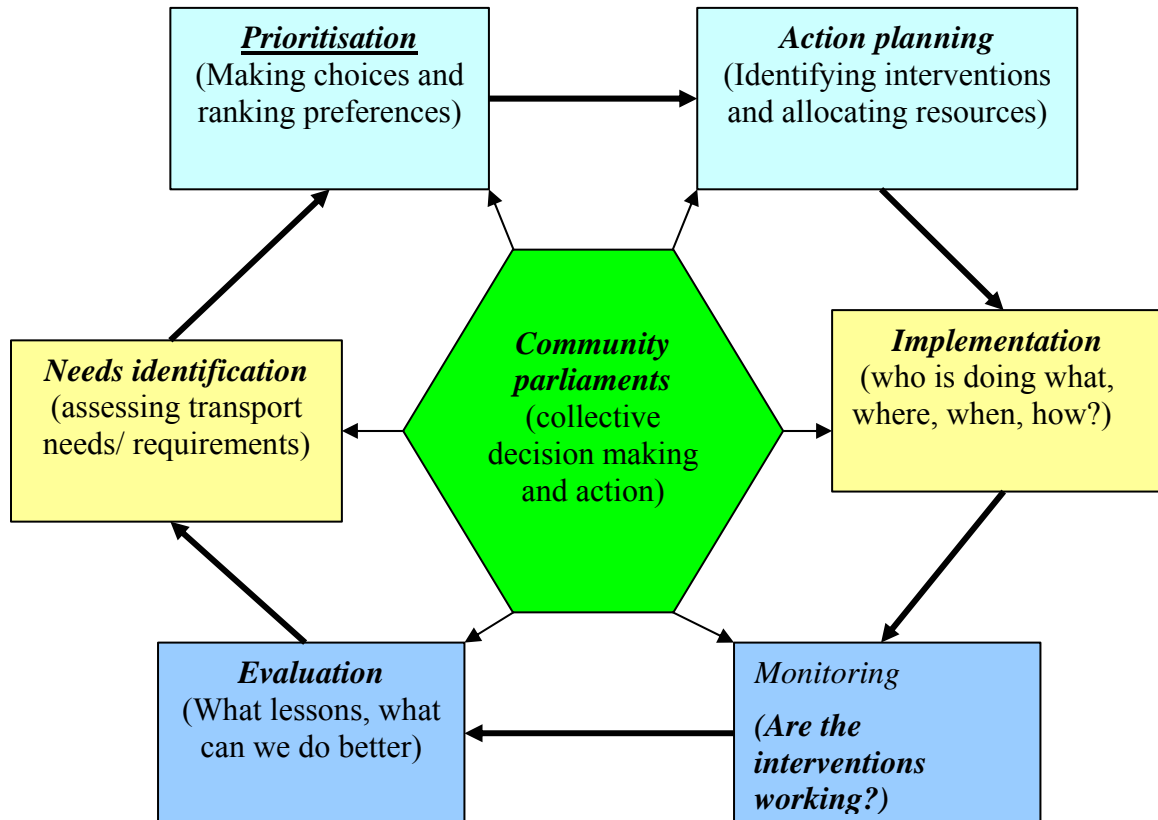 Prioritisation
(Making choices and
ranking preferences)
Action planning
(Identifying interventions
and allocating resources)
Needs identification
(assessing transport
needs/ requirements)
Community
parliaments
(collective
decision making
and action)
Implementation
(who is doing what,
where, when, how?)
Evaluation
(What lessons, what
can we do better)
Monitoring
(Are the
interventions
working?)